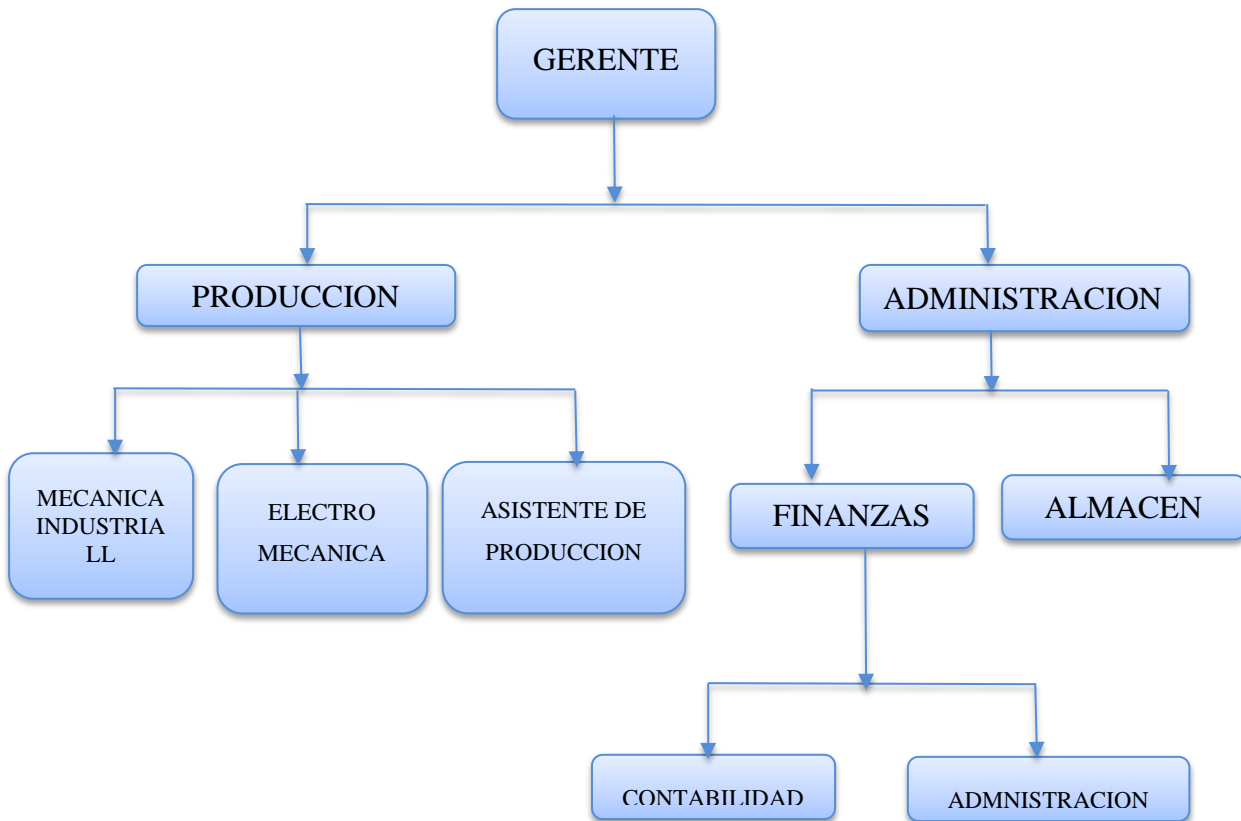 GERENTE
PRODUCCION
ADMINISTRACION
MECANICA
INDUSTRIA
LL
ELECTRO
MECANICA
ASISTENTE DE
PRODUCCION
FINANZAS
ALMACEN
CONTABILIDAD
ADMNISTRACION